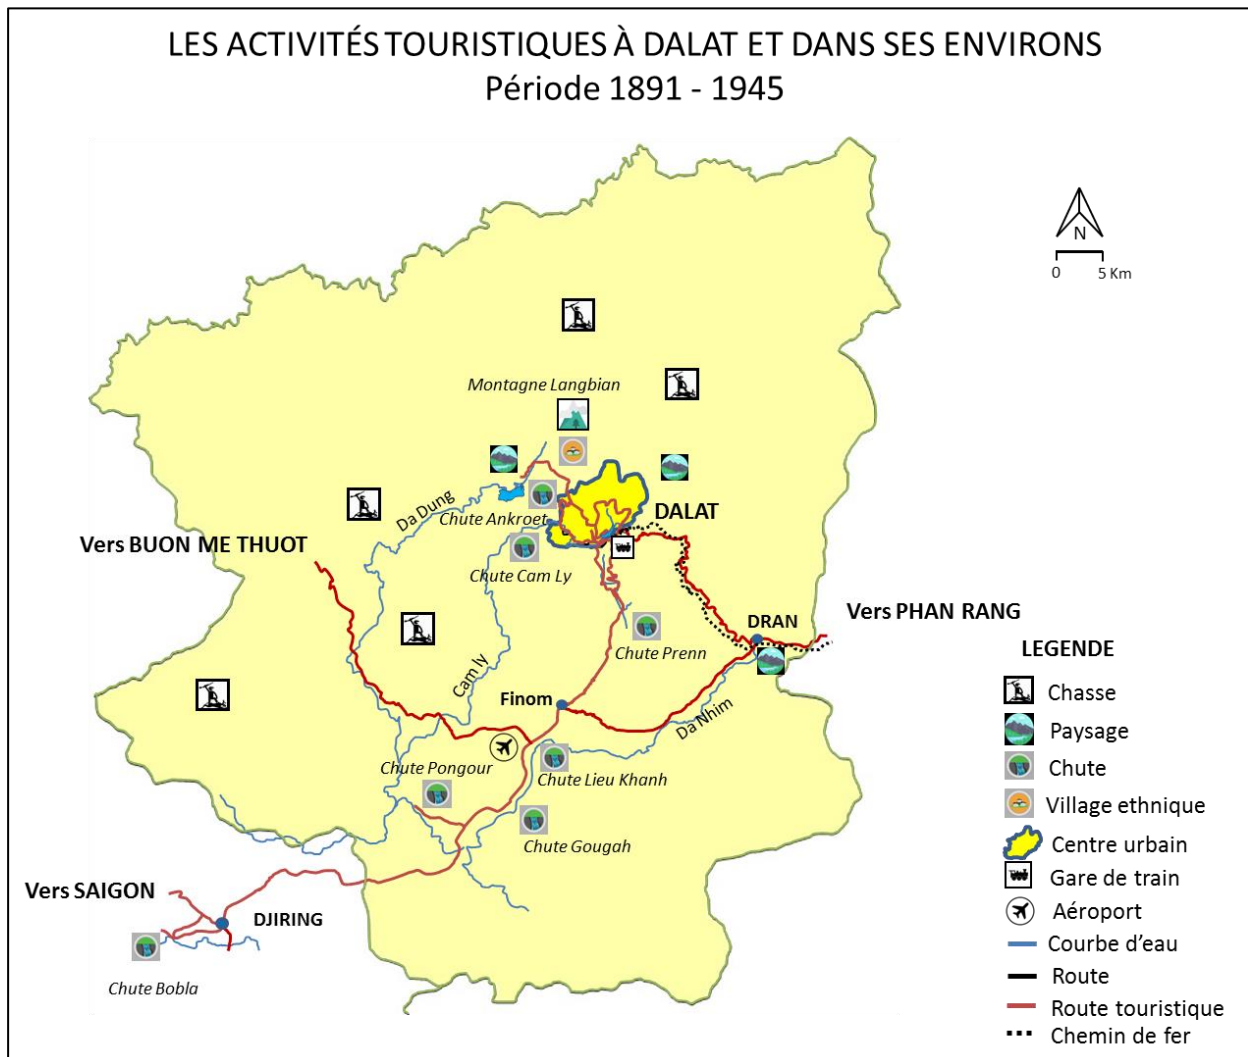 LES ACTIVITÉS TOURISTIQUES À DALAT ET DANS SES ENVIRONS
Période 1891 - 1945
N
0 5 Km
Montagne Langbian
Da Dung
Chute Ankroet
DALAT
Vers BUON ME THUOT
Chute Cam Ly
Vers PHAN RANG
DRAN
Chute Prenn
Cam ly
Finom
Da Nhim
Chute Pongour
Chute Lieu Khanh
Chute Gougah
Vers SAIGON
DJIRING
Chute Bobla
LEGENDE
Chasse
Paysage
Chute
Village ethnique
Centre urbain
Gare de train
Aéroport
Courbe d'eau
Route
Route touristique
Chemin de fer